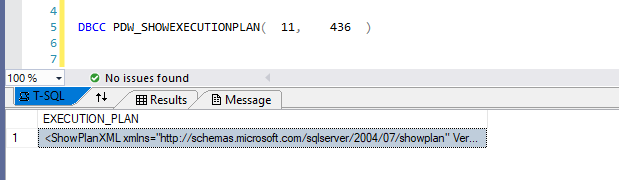 4
5 DBCC PDW_SHOWEXECUTIONPLAN( 11, 436 )
6
7
100 % No issues found
T-SQL Results Message
EXECUTION_PLAN
1 <ShowPlanXML xmlns="http://schemas.microsoft.com/sqlserver/2004/07/showplan" Ver...